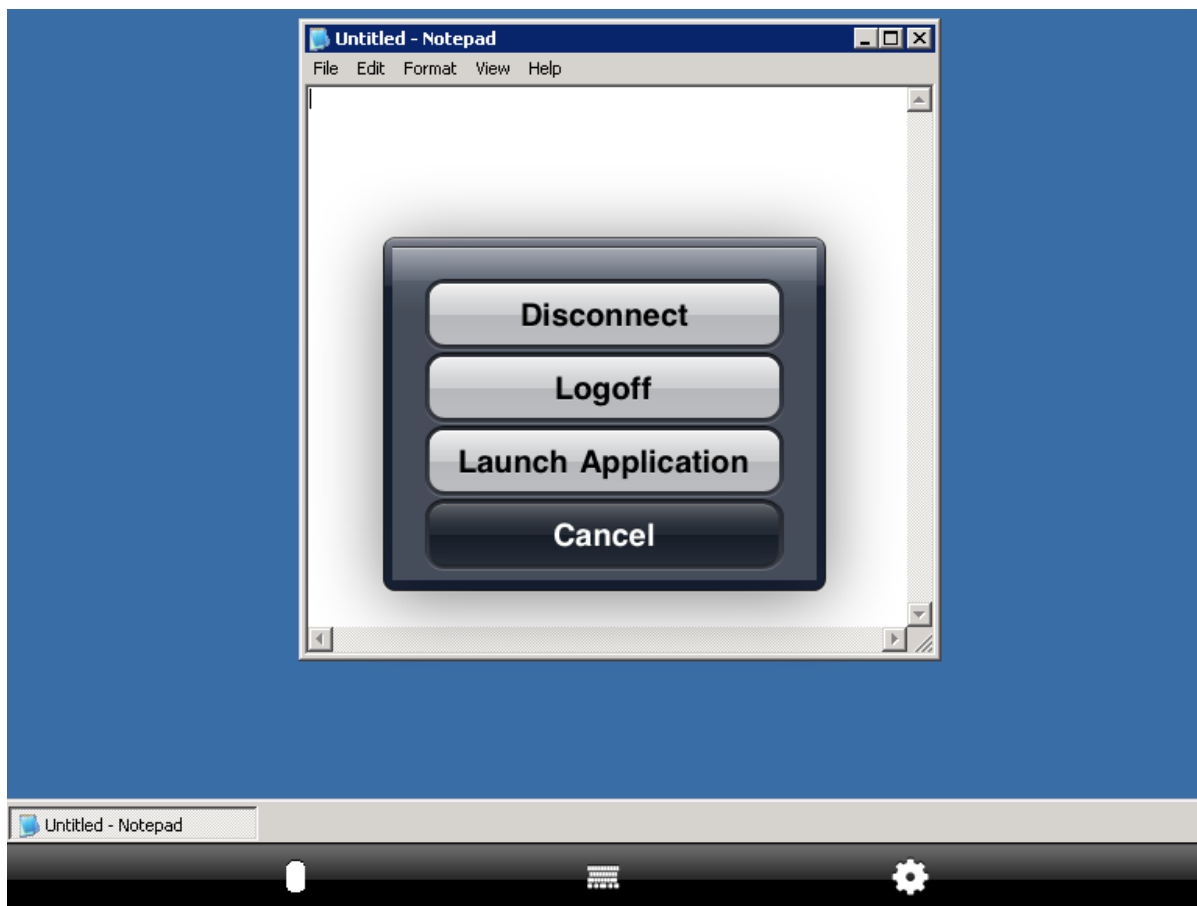 Untitled - Notepad
File Edit Format View Help
Disconnect
Logoff
Launch Application
Cancel
Untitled - Notepad